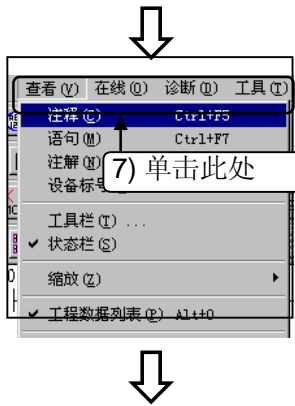 查看(V) 在线(O) 诊断(D) 工具(T)
注释(C) Ctrl+F5
语句(M) Ctrl+F7
注解(N)
7) 单击此处
设备标号
工具栏(T) ...
✓ 状态栏(S)
缩放(Z)
✓ 工程数据列表(P) Alt+0